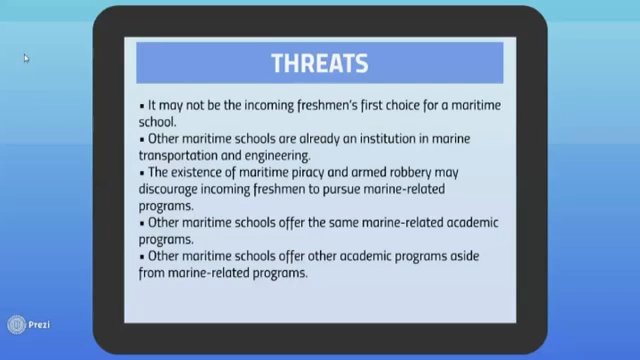 THREATS
▪ It may not be the incoming freshmen's first choice for a maritime
school.
▪ Other maritime schools are already an institution in marine
transportation and engineering.
▪ The existence of maritime piracy and armed robbery may
discourage incoming freshmen to pursue marine-related
programs.
▪ Other maritime schools offer the same marine-related academic
programs.
▪ Other maritime schools offer other academic programs aside
from marine-related programs.
Prezi